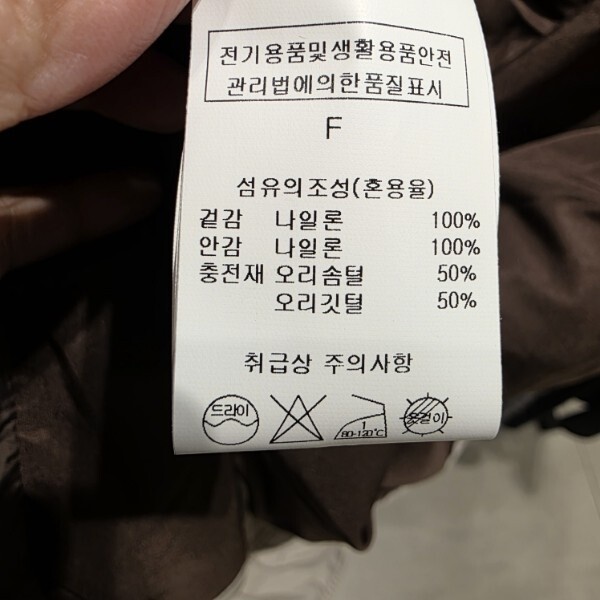 전기용품및생활용품안전
관리법에의한품질표시
F
섬유의조성(혼용율)
겉감 나일론 100%
안감 나일론 100%
충전재 오리솜털 50%
오리깃털 50%
취급상 주의사항
드라이 1 80-120℃ 옷걸이